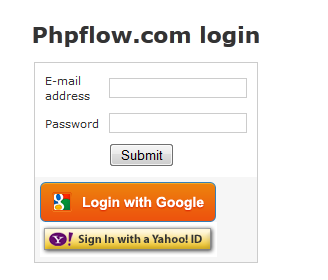 Phpflow.com login
E-mail
address
Password
Submit
g Login with Google
Y! Sign In with a Yahoo! ID